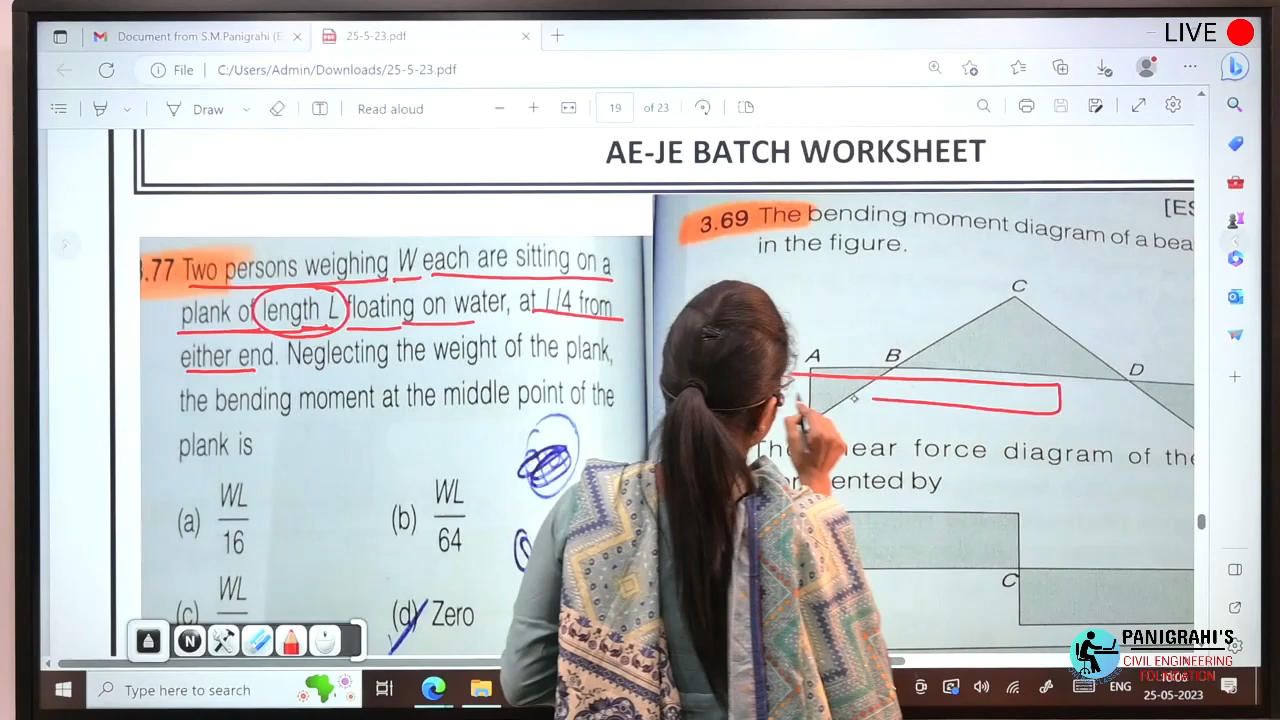 LIVE
Document from S.M.Panigrahi (E
25-5-23.pdf
File
C:/Users/Admin/Downloads/25-5-23.pdf
Draw
Read aloud
19
of 23
AE-JE BATCH WORKSHEET
.77 Two persons weighing W each are sitting on a
plank of length L floating on water, at L/4 from
either end. Neglecting the weight of the plank,
the bending moment at the middle point of the
plank is
(a) WL/16
(b) WL/64
(c) WL
(d) Zero
[ES
3.69 The bending moment diagram of a bea
in the figure.
A
B
C
D
ear force diagram of the
ented by
C
N
PANIGRAHI'S
CIVIL ENGINEERING
FOUNDATION
Type here to search
ENG
25-05-2023